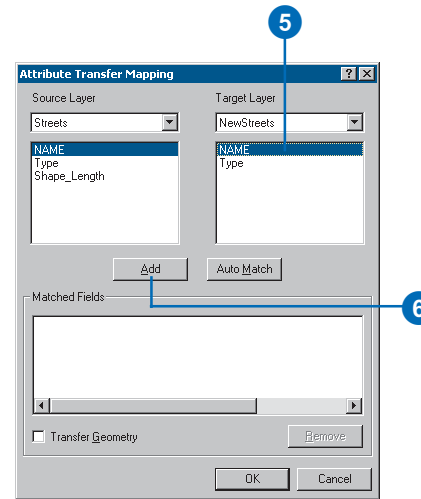 5
Attribute Transfer Mapping
Source Layer
Target Layer
Streets
NewStreets
NAME
Type
Shape_Length
NAME
Type
Add
Auto Match
6
Matched Fields
Transfer Geometry
Remove
OK
Cancel